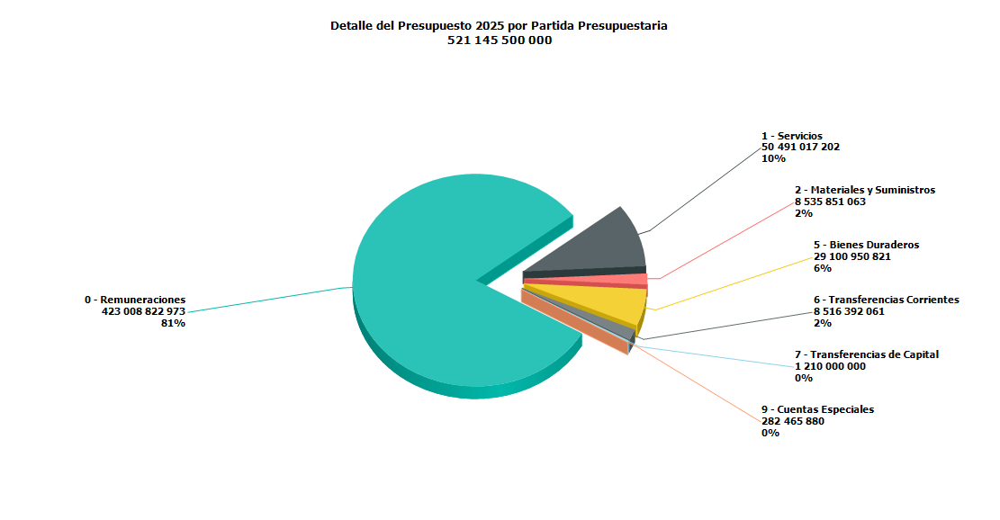 Detalle del Presupuesto 2025 por Partida Presupuestaria
521 145 500 000
1 - Servicios
50 491 017 202
10%
2 - Materiales y Suministros
8 535 851 063
2%
5 - Bienes Duraderos
29 100 950 821
6%
0 - Remuneraciones
423 008 822 973
81%
6 - Transferencias Corrientes
8 516 392 061
2%
7 - Transferencias de Capital
1 210 000 000
0%
9 - Cuentas Especiales
282 465 880
0%